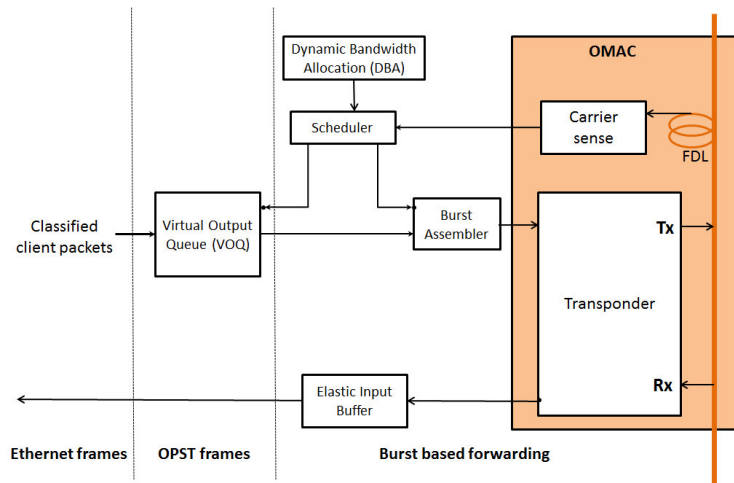 Dynamic Bandwidth
Allocation (DBA)
OMAC
Scheduler
Carrier
sense
FDL
Classified
client packets
Virtual Output
Queue (VOQ)
Burst
Assembler
Tx
Transponder
Rx
Elastic Input
Buffer
Ethernet frames
OPST frames
Burst based forwarding